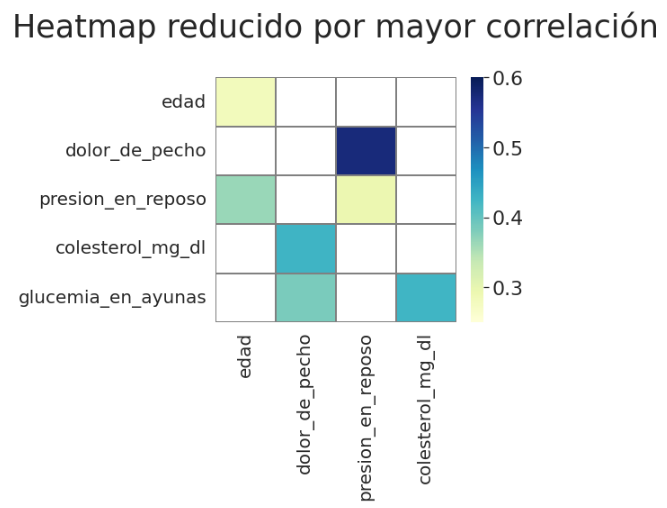 Heatmap reducido por mayor correlación
edad
dolor_de_pecho
presion_en_reposo
colesterol_mg_dl
glucemia_en_ayunas
0.6
0.5
0.4
0.3
edad
dolor_de_pecho
presion_en_reposo
colesterol_mg_dl